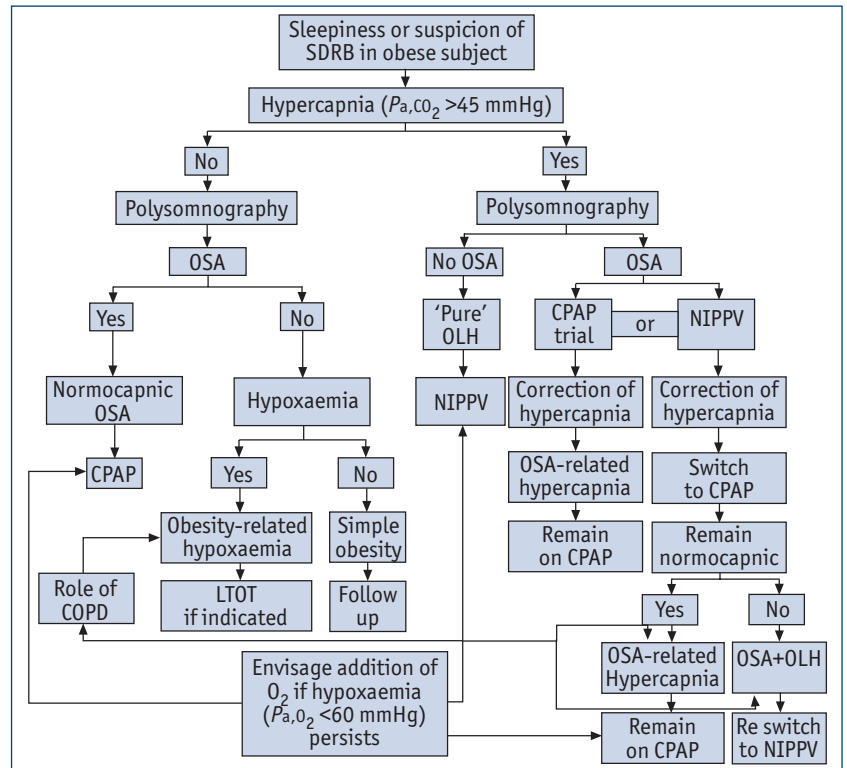 Sleepiness or suspicion of
SDRB in obese subject
Hypercapnia (Pa,CO2 >45 mmHg)
No
Yes
Polysomnography
Polysomnography
OSA
No OSA
OSA
Yes
No
'Pure'
OLH
CPAP
trial
or
NIPPV
Normocapnic
OSA
Hypoxaemia
NIPPV
Correction of
hypercapnia
Correction of
hypercapnia
CPAP
Yes
No
OSA-related
hypercapnia
Switch
to CPAP
Obesity-related
hypoxaemia
Simple
obesity
Remain
on CPAP
Remain
normocapnic
Role of
COPD
LTOT
if indicated
Follow
up
Yes
No
Envisage addition of
O2 if hypoxaemia
(Pa,O2 <60 mmHg)
persists
OSA-related
Hypercapnia
OSA+OLH
Remain
on CPAP
Re switch
to NIPPV